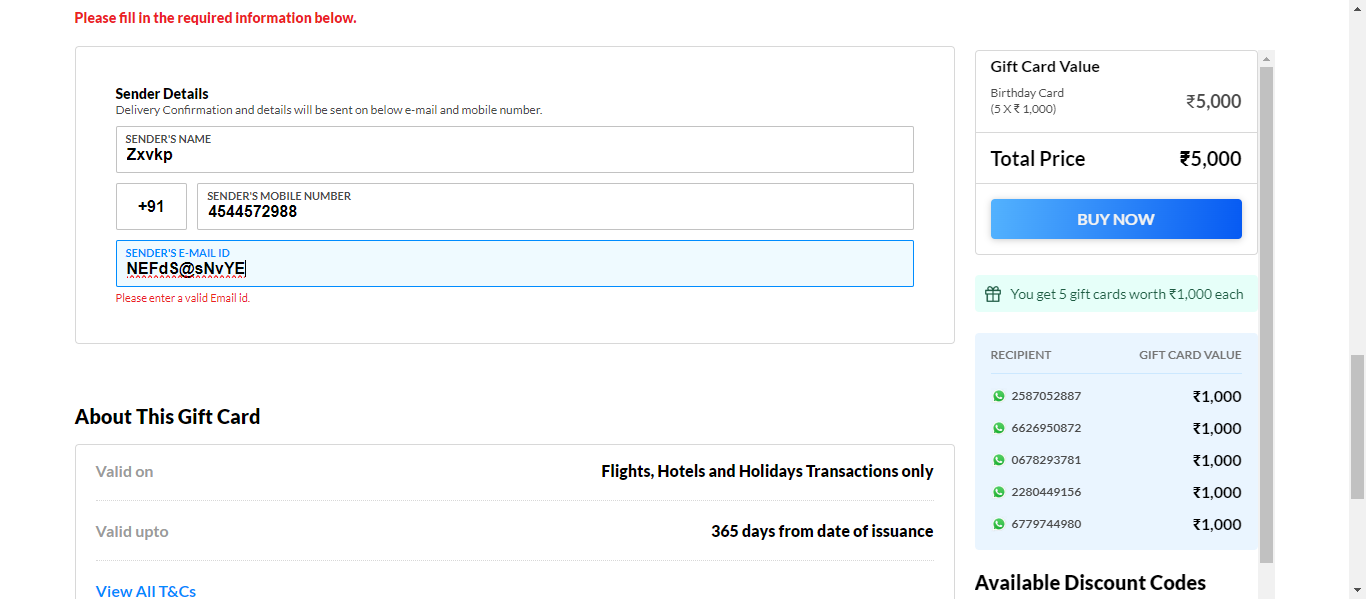 Please fill in the required information below.
Sender Details
Delivery Confirmation and details will be sent on below e-mail and mobile number.
SENDER'S NAME
Zxvkp
+91
SENDER'S MOBILE NUMBER
4544572988
SENDER'S E-MAIL ID
NEFdS@sNvYE
Please enter a valid Email id.
About This Gift Card
Valid on
Flights, Hotels and Holidays Transactions only
Valid upto
365 days from date of issuance
View All T&Cs
Gift Card Value
Birthday Card
(5 X ₹ 1,000)
₹5,000
Total Price
₹5,000
BUY NOW
You get 5 gift cards worth ₹1,000 each
RECIPIENT GIFT CARD VALUE
2587052887 ₹1,000
6626950872 ₹1,000
0678293781 ₹1,000
2280449156 ₹1,000
6779744980 ₹1,000
Available Discount Codes